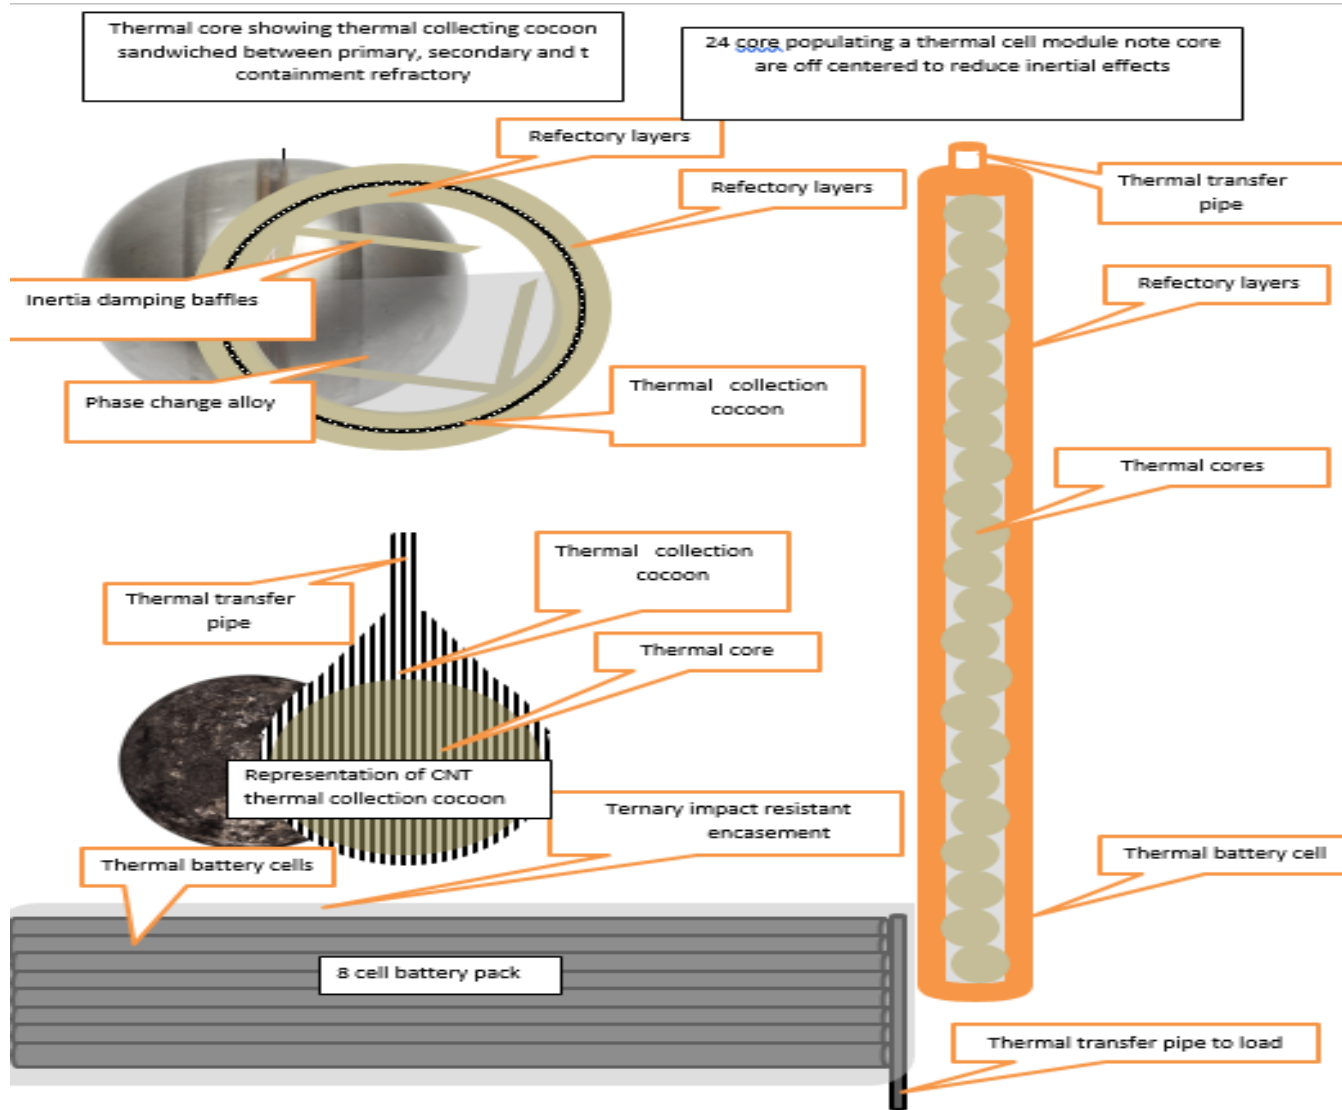 Thermal core showing thermal collecting cocoon
sandwiched between primary, secondary and t
containment refractory
24 core populating a thermal cell module note core
are off centered to reduce inertial effects
Refectory layers
Refectory layers
Thermal transfer
pipe
Refectory layers
Inertia damping baffles
Phase change alloy
Thermal collection
cocoon
Thermal cores
Thermal collection
cocoon
Thermal transfer
pipe
Thermal core
Representation of CNT
thermal collection cocoon
Ternary impact resistant
encasement
Thermal battery cells
Thermal battery cell
8 cell battery pack
Thermal transfer pipe to load